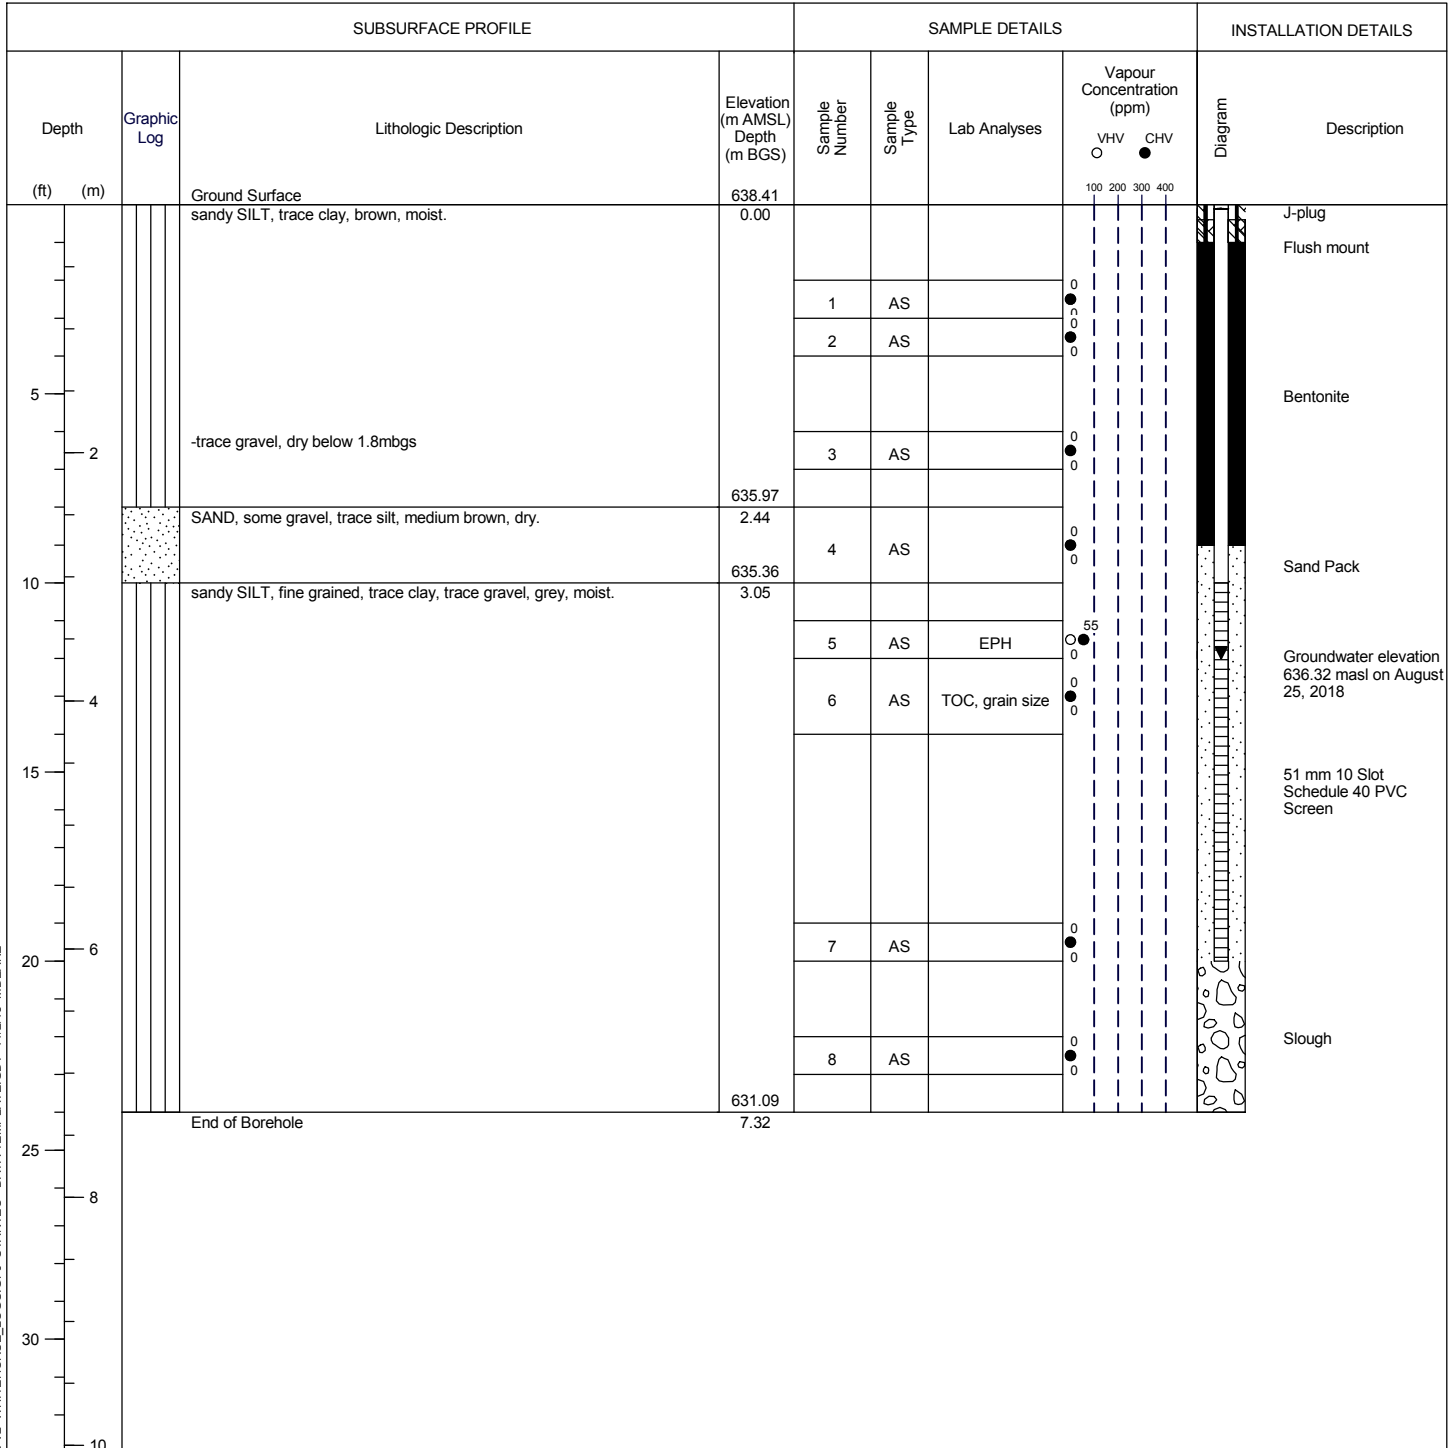 SUBSURFACE PROFILE
SAMPLE DETAILS
INSTALLATION DETAILS
Depth
(ft) (m)
Graphic
Log
Lithologic Description
Elevation
(m AMSL)
Depth
(m BGS)
Sample
Number
Sample
Type
Lab Analyses
Vapour
Concentration
(ppm)
VHV CHV
100 200 300 400
Diagram
Description
Ground Surface 638.41
sandy SILT, trace clay, brown, moist. 0.00
J-plug
Flush mount
0
1 AS
0
0
2 AS
0
5
Bentonite
-trace gravel, dry below 1.8mbgs
2
0
3 AS
0
635.97
SAND, some gravel, trace silt, medium brown, dry. 2.44
0
4 AS
0
635.36
Sand Pack
10
sandy SILT, fine grained, trace clay, trace gravel, grey, moist. 3.05
55
5 AS EPH
0
Groundwater elevation
636.32 masl on August
25, 2018
0
6 AS TOC, grain size
0
4
15
51 mm 10 Slot
Schedule 40 PVC
Screen
0
7 AS
0
6
20
0
8 AS
0
Slough
631.09
End of Borehole 7.32
25
8
30
10